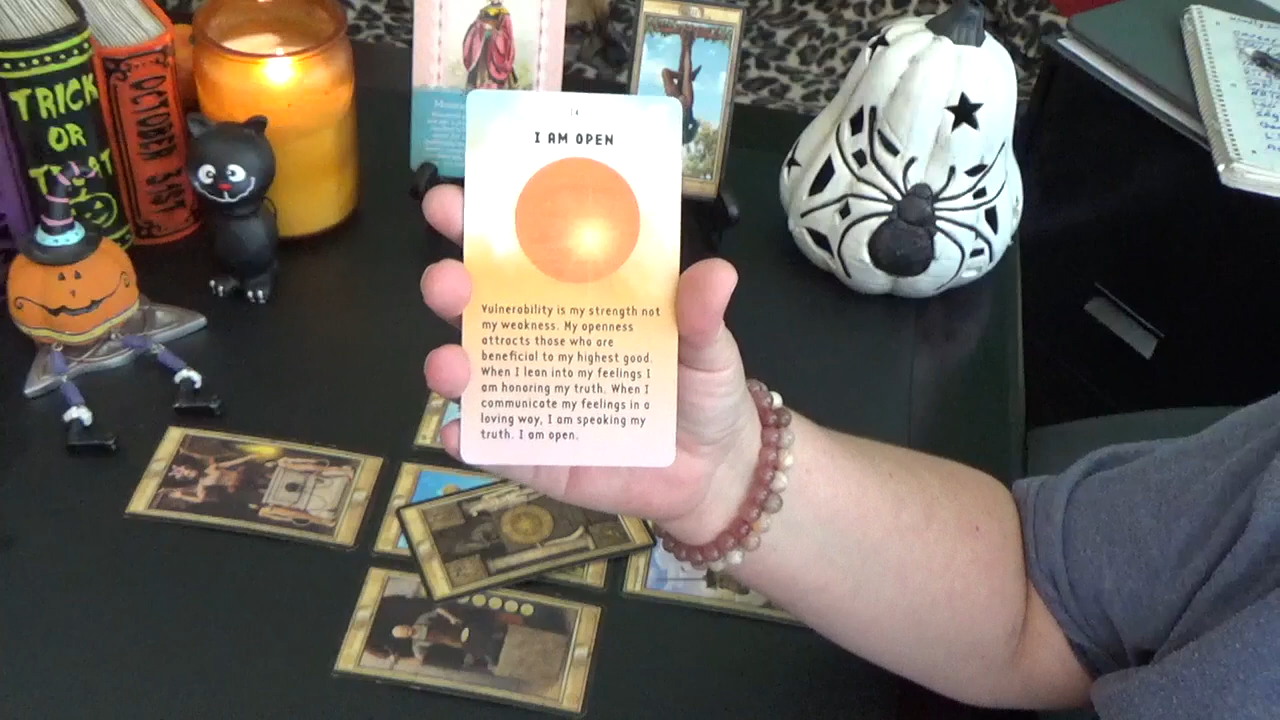 TRICK
OR
TREAT
OCTOBER 31ST
14
I AM OPEN
Vulnerability is my strength not
my weakness. My openness
attracts those who are
beneficial to my highest good.
When I lean into my feelings I
am honoring my truth. When I
communicate my feelings in a
loving way, I am speaking my
truth. I am open.